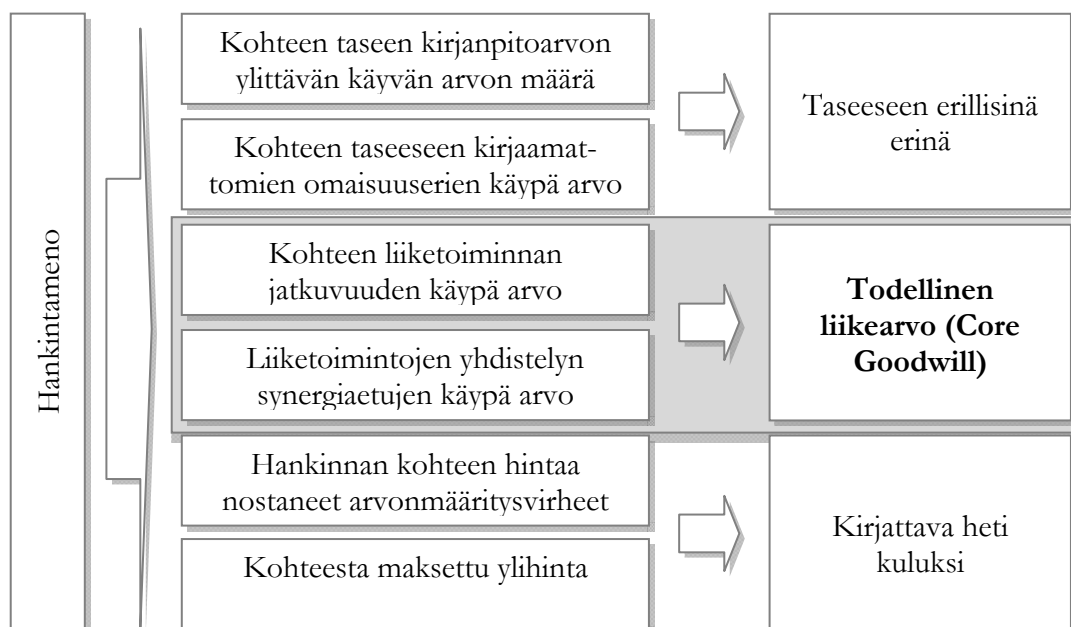 Hankintameno
Kohteen taseen kirjanpitoarvon
ylittävän käyvän arvon määrä
Kohteen taseeseen kirjaamat-
tomien omaisuuserien käypä arvo
Taseeseen erillisinä
erinä
Kohteen liiketoiminnan
jatkuvuuden käypä arvo
Liiketoimintojen yhdistelyn
synergiaetujen käypä arvo
Todellinen
liikearvo (Core
Goodwill)
Hankinnan kohteen hintaa
nostaneet arvonmääritysvirheet
Kohteesta maksettu ylihinta
Kirjattava heti
kuluksi